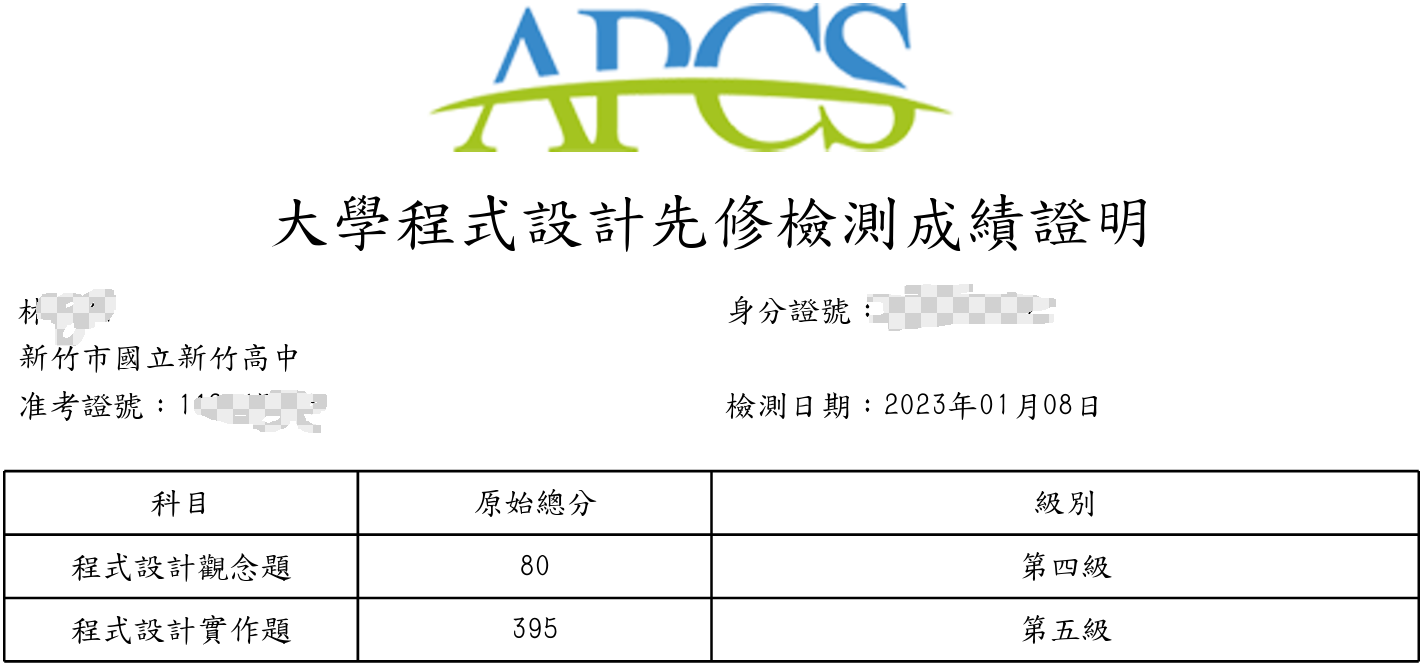 APCS
大學程式設計先修檢測成績證明
林
身分證號：
新竹市國立新竹高中
准考證號：11
檢測日期：2023年01月08日
科目 原始總分 級別
程式設計觀念題 80 第四級
程式設計實作題 395 第五級